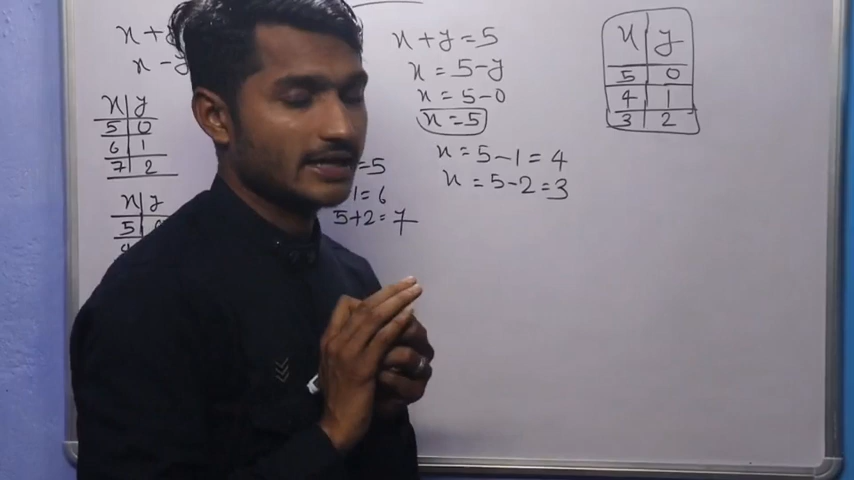 x +
x - y
x y
5 0
6 1
7 2
x y
5
=5
1 = 6
5+2 = 7
x + y = 5
x = 5 - y
x = 5 - 0
x = 5
x = 5 - 1 = 4
x = 5 - 2 = 3
x y
5 0
4 1
3 2